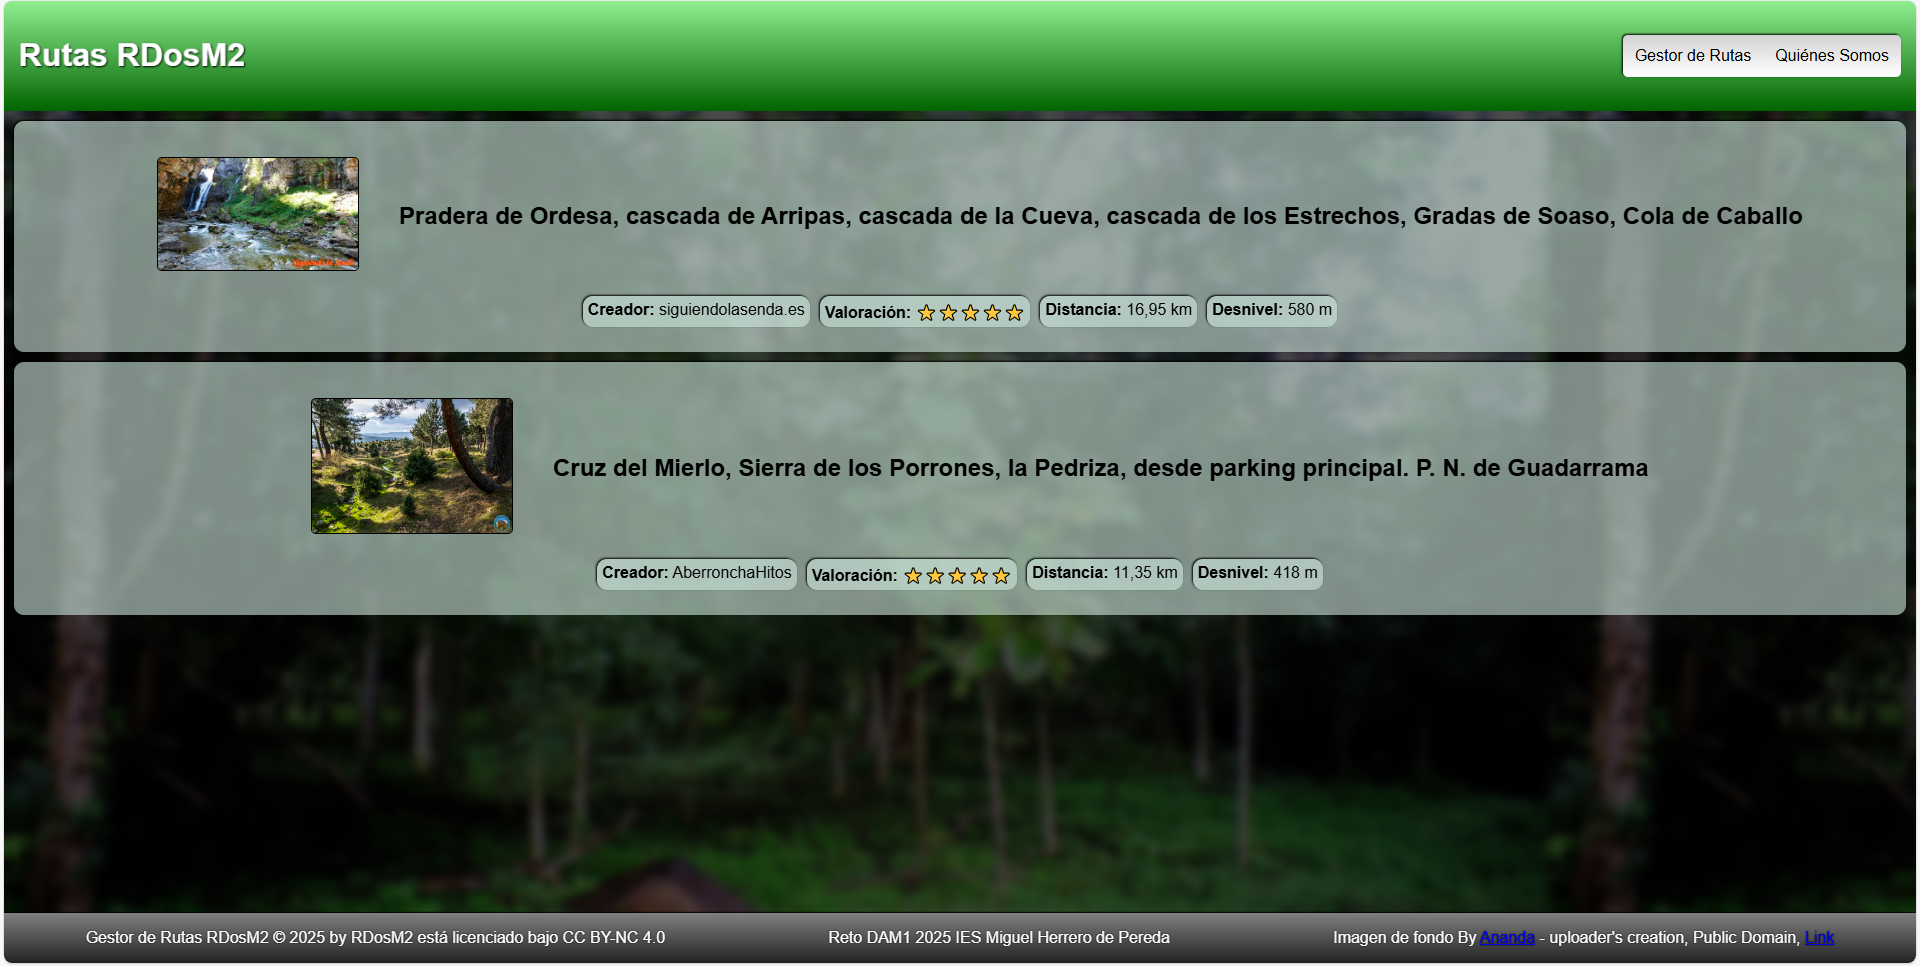 Rutas RDosM2
Gestor de Rutas Quiénes Somos
Pradera de Ordesa, cascada de Arripas, cascada de la Cueva, cascada de los Estrechos, Gradas de Soaso, Cola de Caballo
Creador: siguiendolasenda.es Valoración: Distancia: 16,95 km Desnivel: 580 m
Cruz del Mierlo, Sierra de los Porrones, la Pedriza, desde parking principal. P. N. de Guadarrama
Creador: AberronchaHitos Valoración: Distancia: 11,35 km Desnivel: 418 m
Gestor de Rutas RDosM2 © 2025 by RDosM2 está licenciado bajo CC BY-NC 4.0 Reto DAM1 2025 IES Miguel Herrero de Pereda Imagen de fondo By Ananda - uploader's creation, Public Domain, Link